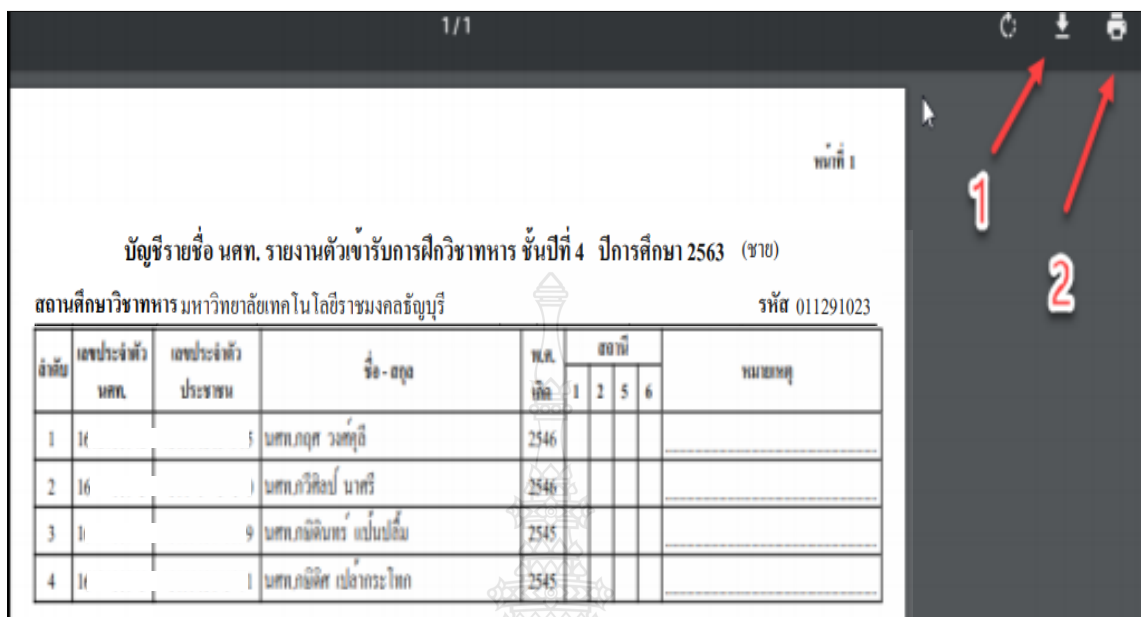 1 / 1
หน้าที่ 1
1
2
บัญชีรายชื่อ นศท. รายงานตัวเข้ารับการฝึกวิชาทหาร ชั้นปีที่ 4 ปีการศึกษา 2563 (ชาย)
สถานศึกษาวิชาทหาร มหาวิทยาลัยเทคโนโลยีราชมงคลธัญบุรี รหัส 011291023
ลำดับ เลขประจำตัว นศท. เลขประจำตัว ประชาชน ชื่อ - สกุล พ.ศ. เกิด สถานี หมายเหตุ
1 2 5 6
1 16 5 นศท.กฤศ วงศ์คุลี 2546
2 16 นศท.กวีศิลป์ นาศรี 2546
3 1 9 นศท.กษิดินทร์ แป้นปลื้ม 2545
4 16 1 นศท.กษิดิศ เปล้ากระโทก 2545